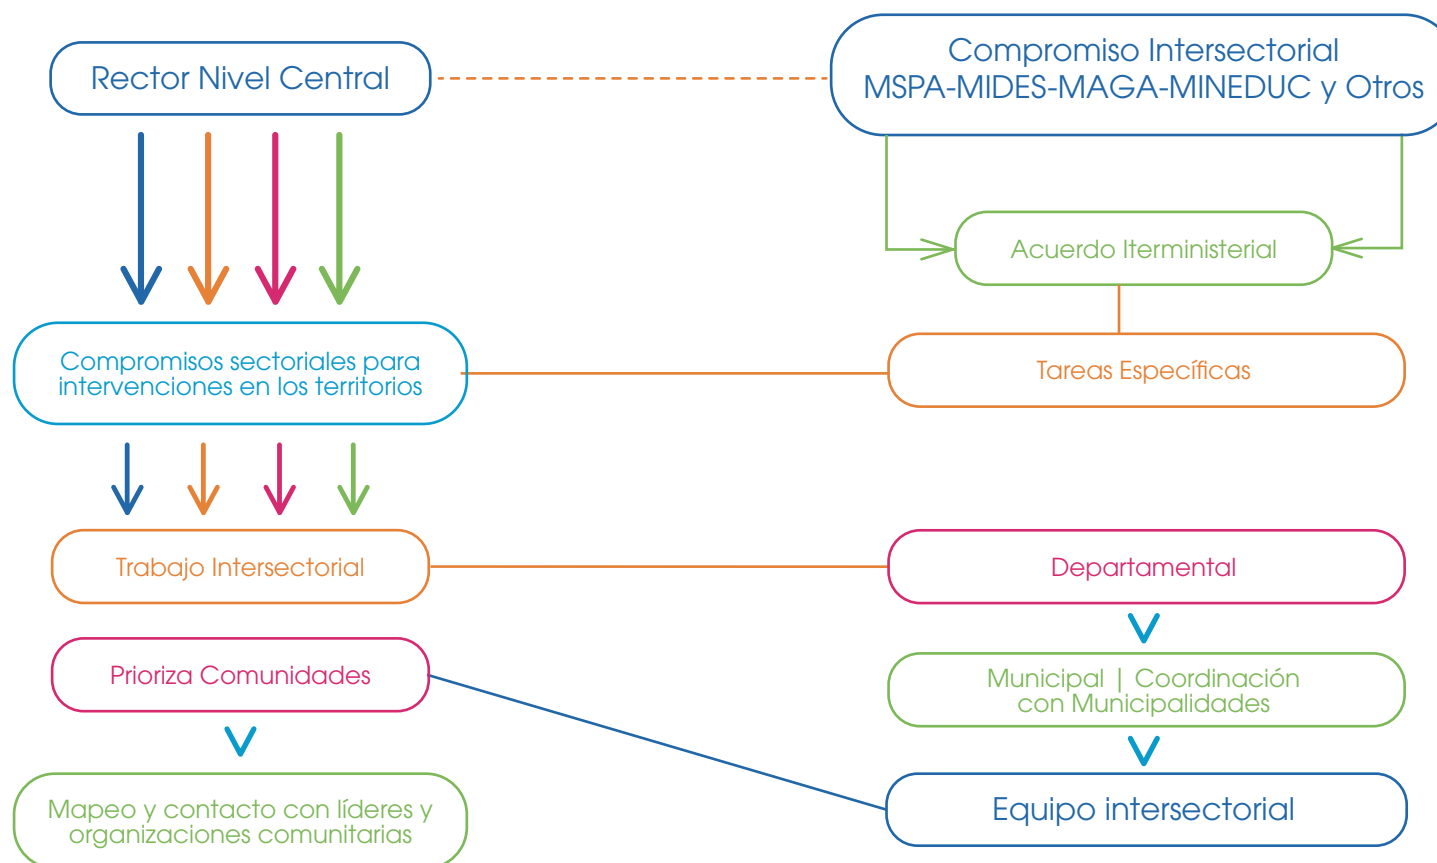 Rector Nivel Central
Compromiso Intersectorial
MSPA-MIDES-MAGA-MINEDUC y Otros
Acuerdo Iterministerial
Compromisos sectoriales para
intervenciones en los territorios
Tareas Específicas
Trabajo Intersectorial
Departamental
Prioriza Comunidades
Municipal | Coordinación
con Municipalidades
Mapeo y contacto con líderes y
organizaciones comunitarias
Equipo intersectorial